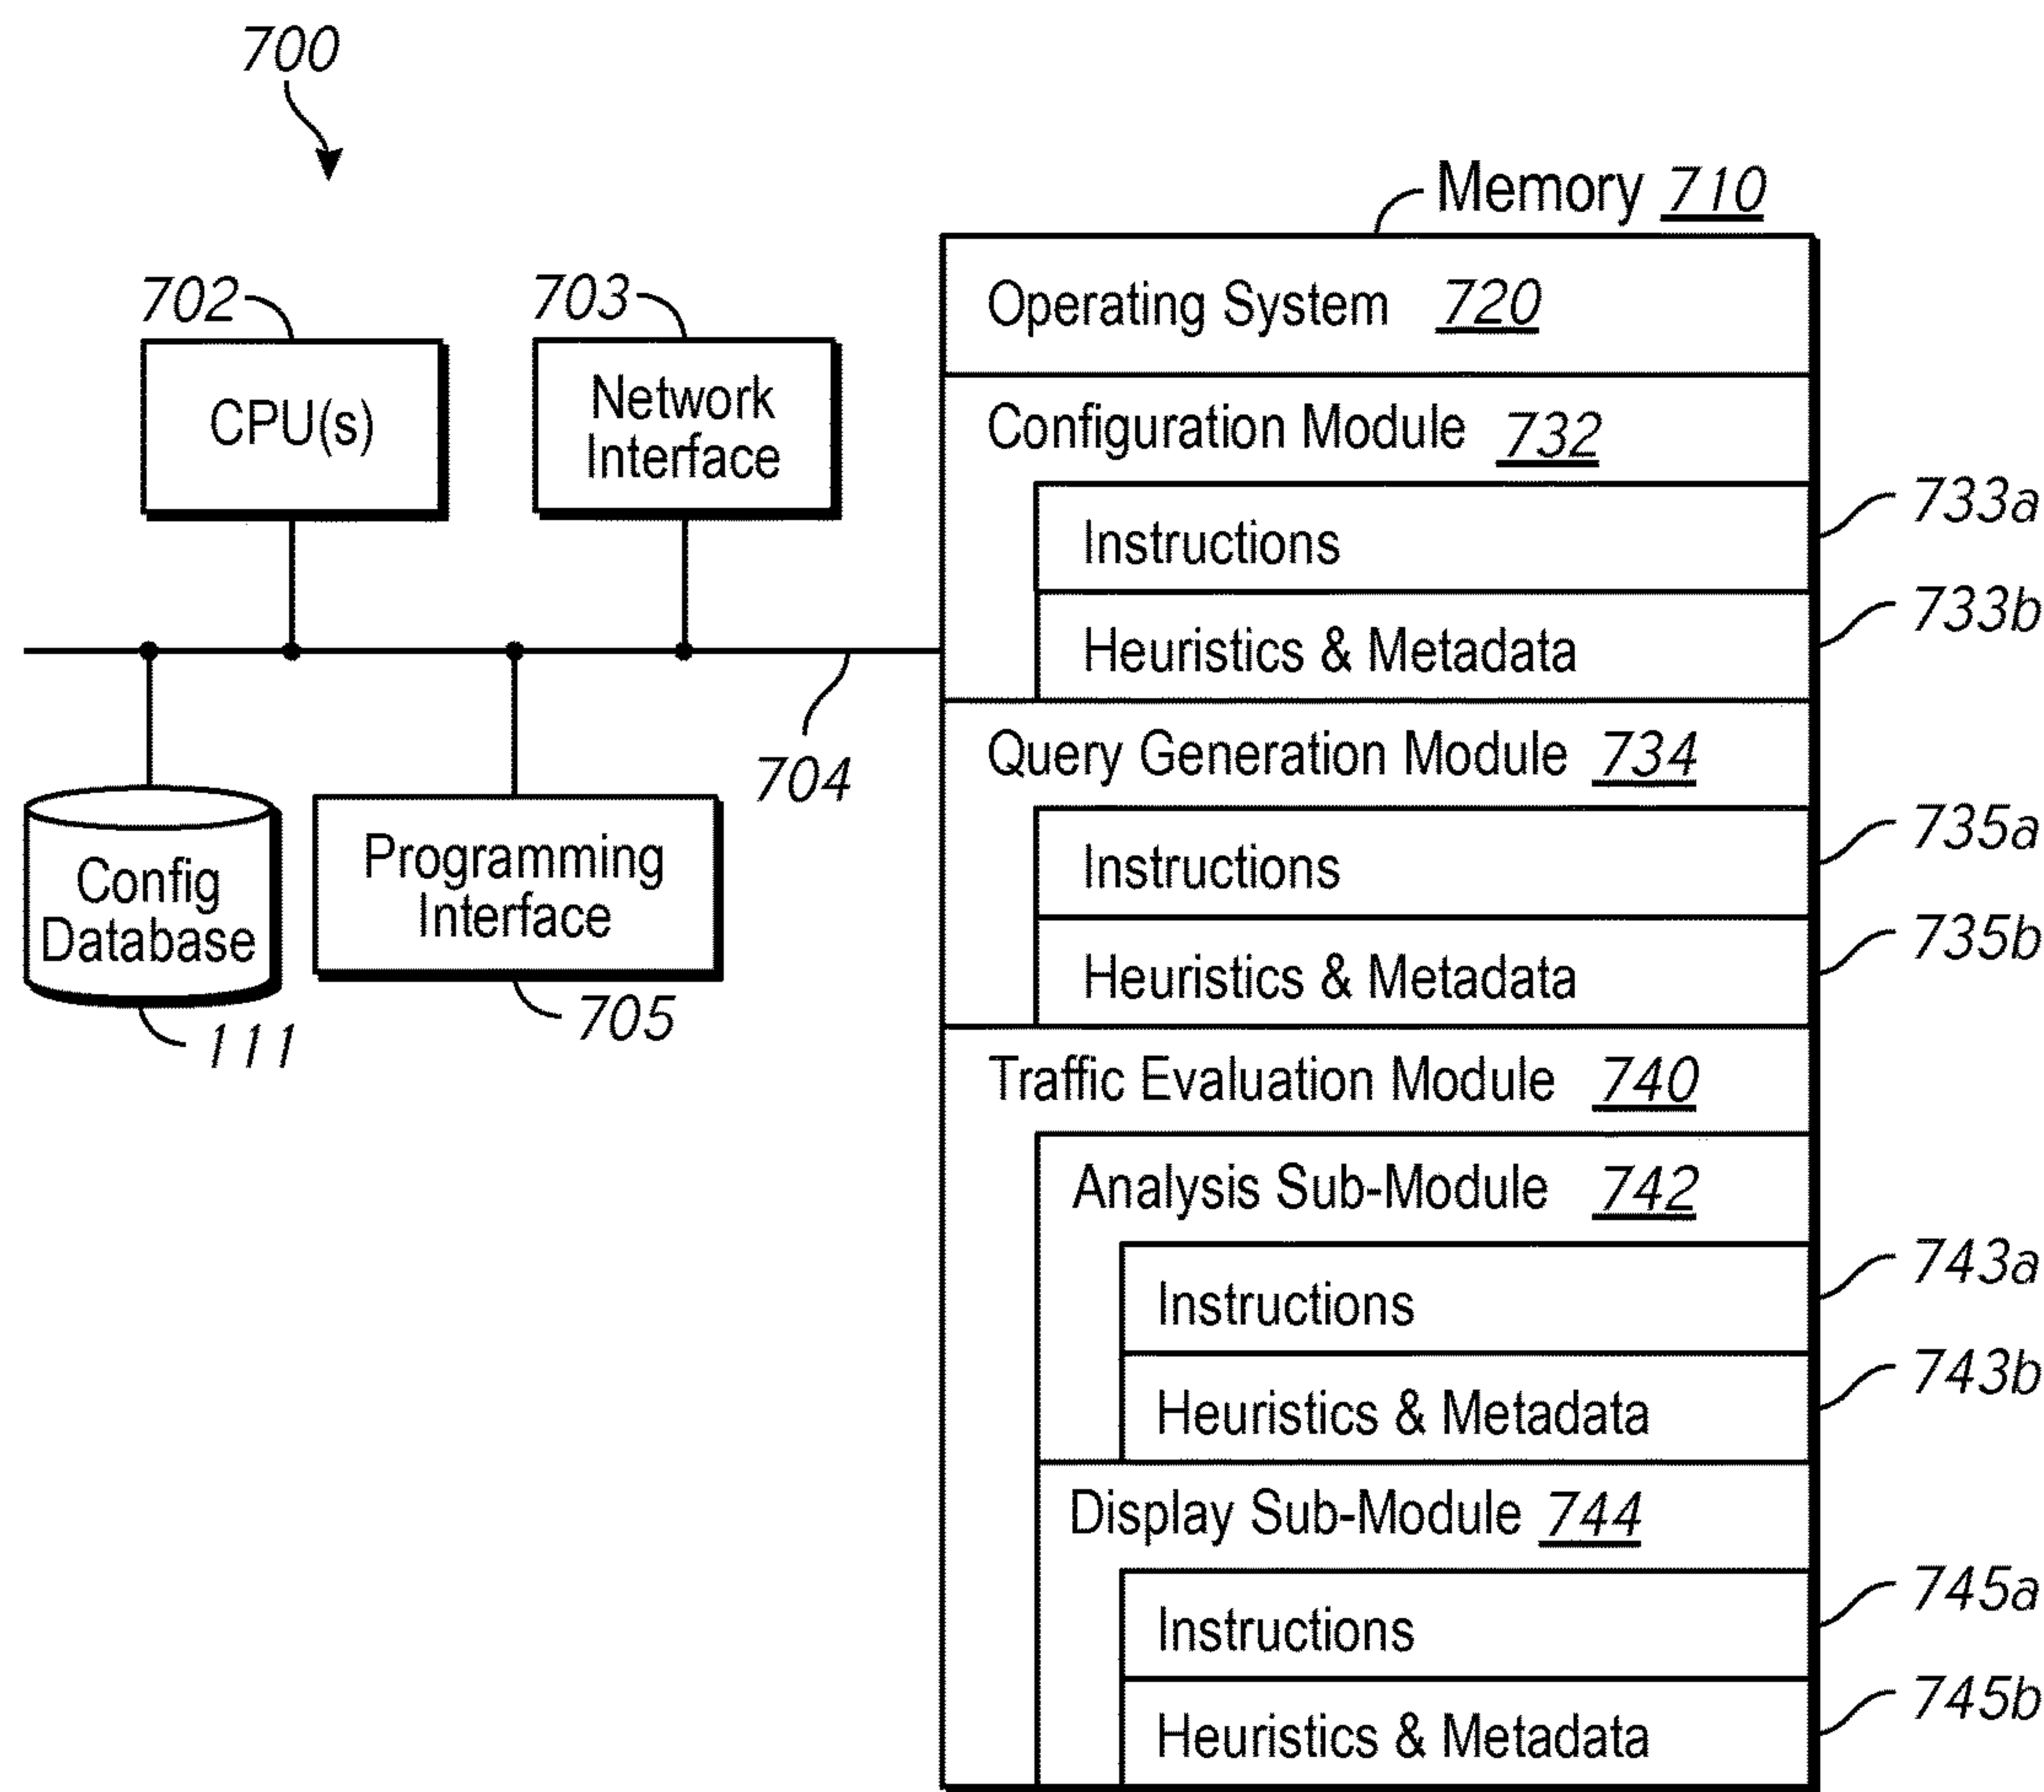 700
Memory 710
702
703
Operating System 720
CPU(s)
Network
Interface
Configuration Module 732
Instructions
733a
Heuristics & Metadata
733b
704
Query Generation Module 734
Config
Database
Programming
Interface
Instructions
735a
Heuristics & Metadata
735b
111
705
Traffic Evaluation Module 740
Analysis Sub-Module 742
Instructions
743a
Heuristics & Metadata
743b
Display Sub-Module 744
Instructions
745a
Heuristics & Metadata
745b